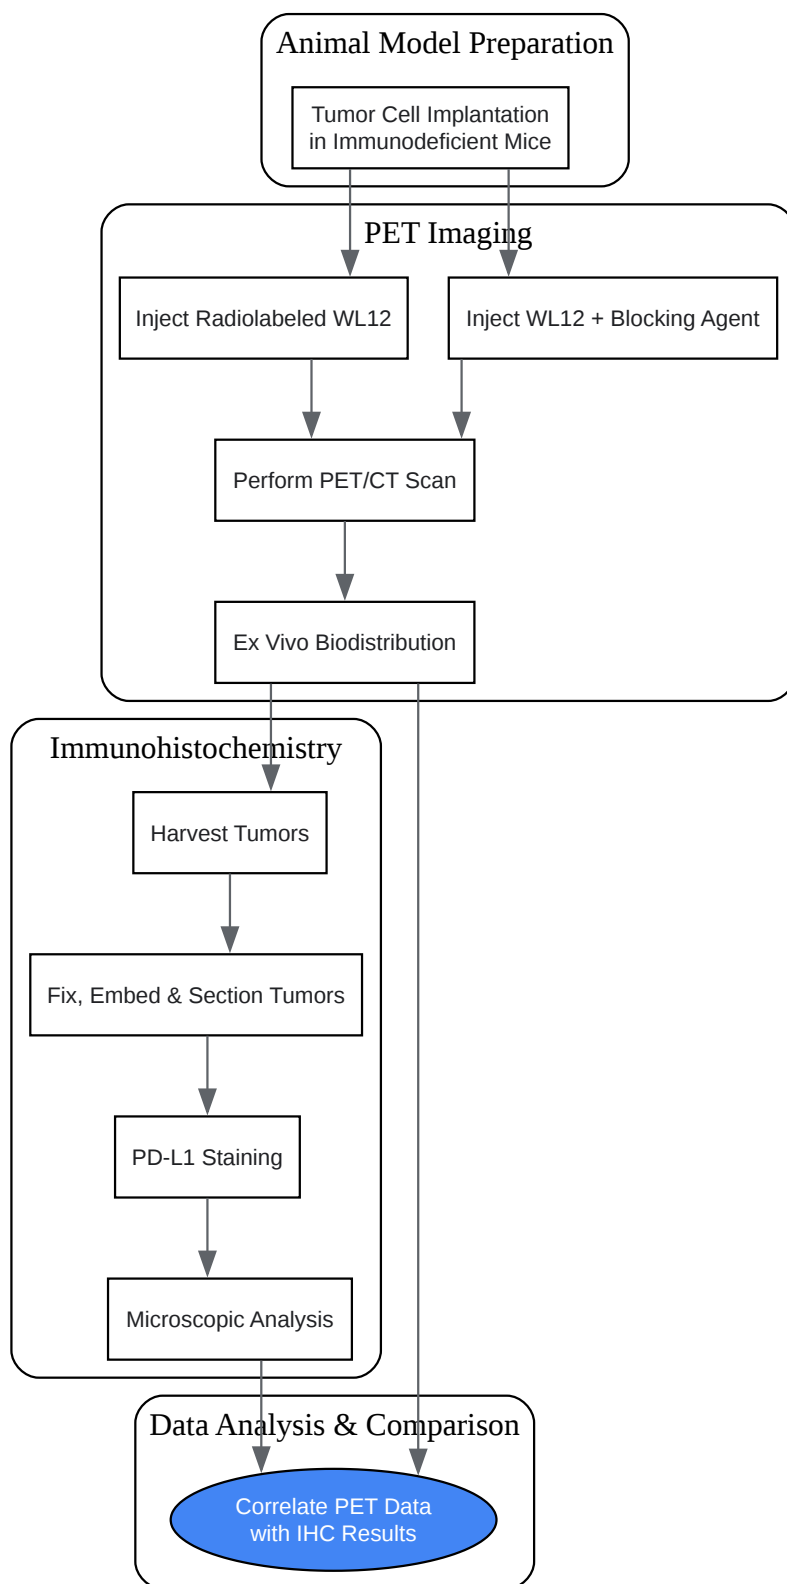 Animal Model Preparation
Tumor Cell Implantation
in Immunodeficient Mice
PET Imaging
Inject Radiolabeled WL12
Inject WL12 + Blocking Agent
Perform PET/CT Scan
Ex Vivo Biodistribution
Immunohistochemistry
Harvest Tumors
Fix, Embed & Section Tumors
PD-L1 Staining
Microscopic Analysis
Data Analysis & Comparison
Correlate PET Data
with IHC Results